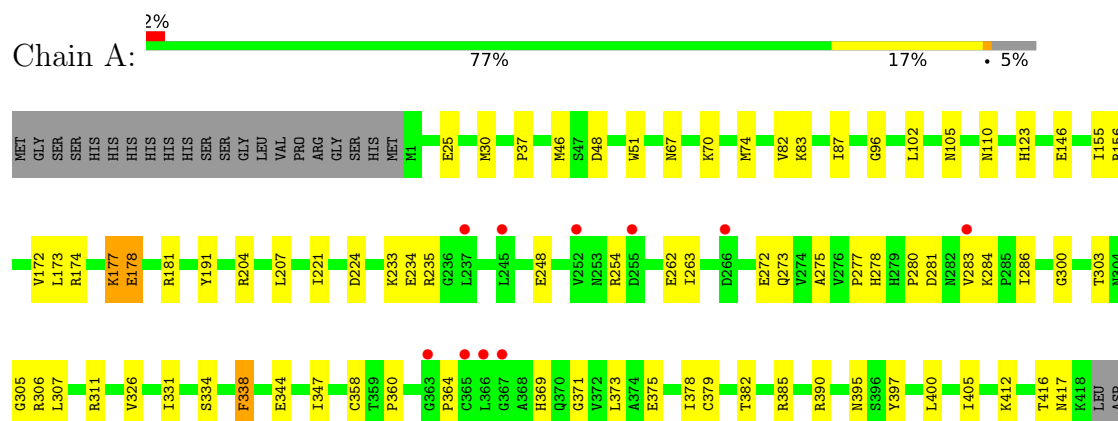 2%
Chain A:
77% 17% • 5%
MET GLY SER SER HIS HIS HIS HIS HIS HIS SER SER GLY LEU VAL PRO ARG GLY SER HIS MET M1 E25 M30 P37 M46 S47 D48 W51 N67 K70 M74 V82 K83 I87 G96 L102 N105 N110 H123 E146 I155
V172 L173 R174 K177 E178 R181 Y191 R204 L207 I221 D224 K233 E234 R235 G236 L237 L245 E248 V252 N253 R254 D255 E262 I263 D266 E272 Q273 V274 A275 V276 P277 H278 H279 P280 D281 N282 V283 K284 P285 I286 G300 T303
G305 R306 L307 R311 V326 I331 S334 F338 E344 I347 C358 T359 P360 G363 P364 C365 L366 G367 A368 H369 Q370 G371 V372 L373 A374 E375 I378 C379 T382 R385 R390 N395 S396 Y397 L400 I405 K412 T416 N417 K418 LEU ASP